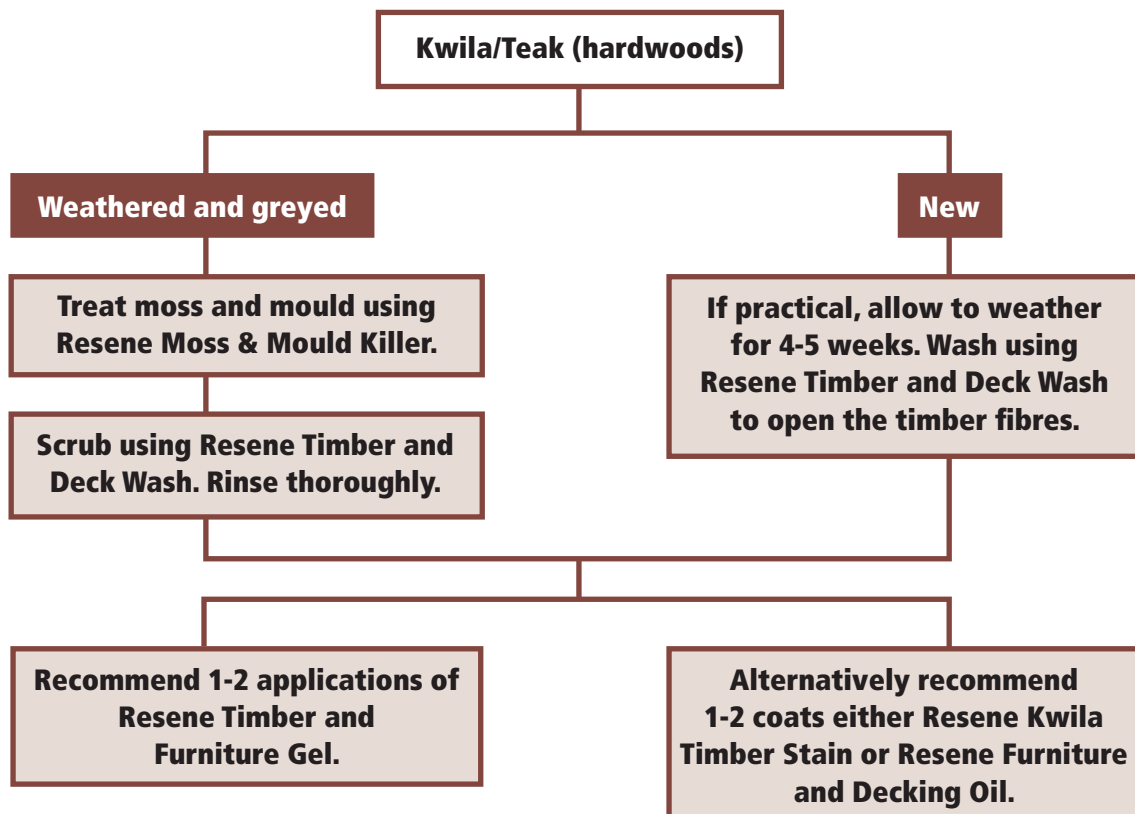 Kwila/Teak (hardwoods)
Weathered and greyed
New
Treat moss and mould using
Resene Moss & Mould Killer.
If practical, allow to weather
for 4-5 weeks. Wash using
Resene Timber and Deck Wash
to open the timber fibres.
Scrub using Resene Timber and
Deck Wash. Rinse thoroughly.
Recommend 1-2 applications of
Resene Timber and
Furniture Gel.
Alternatively recommend
1-2 coats either Resene Kwila
Timber Stain or Resene Furniture
and Decking Oil.